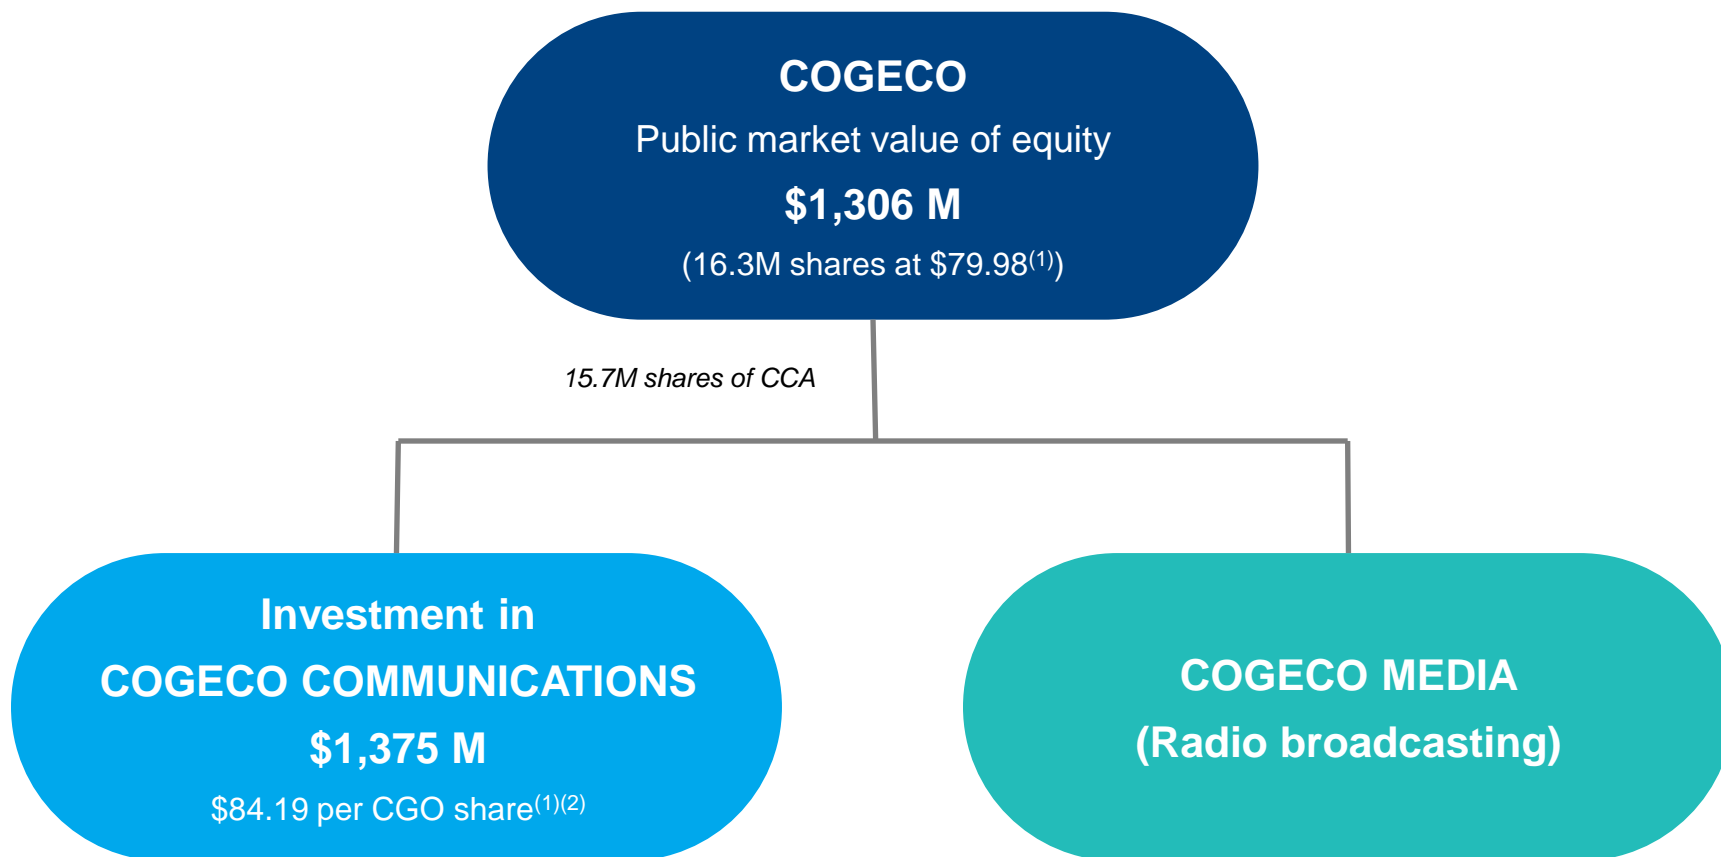 COGECO
Public market value of equity
$1,306 M
(16.3M shares at $79.98(1))
15.7M shares of CCA
Investment in
COGECO COMMUNICATIONS
$1,375 M
$84.19 per CGO share(1)(2)
COGECO MEDIA
(Radio broadcasting)